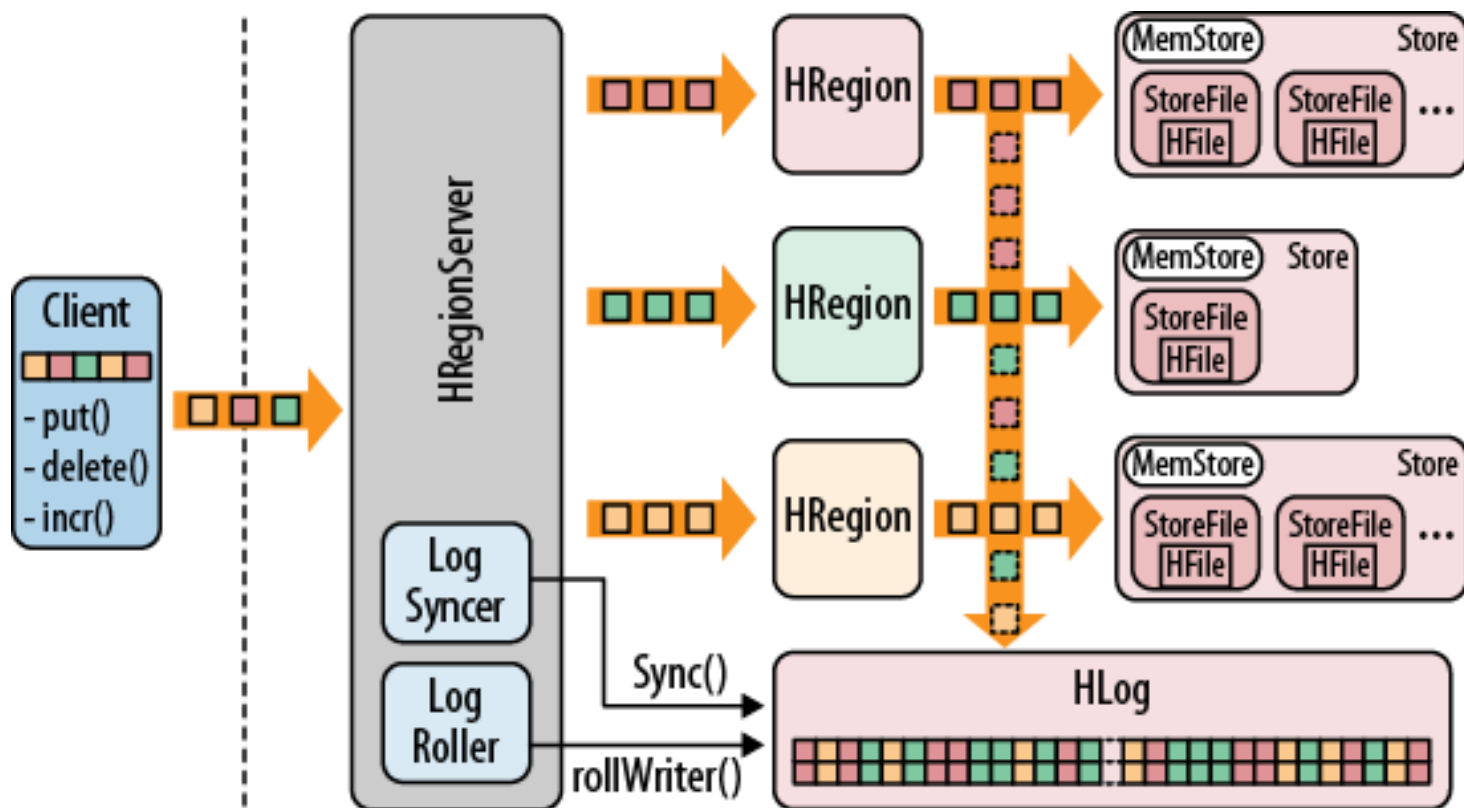 Client
- put()
- delete()
- incr()
HRegionServer
Log
Syncer
Log
Roller
Sync()
rollWriter()
HRegion
MemStore
Store
StoreFile
HFile
StoreFile
HFile
...
HRegion
MemStore
Store
StoreFile
HFile
HRegion
MemStore
Store
StoreFile
HFile
StoreFile
HFile
...
HLog